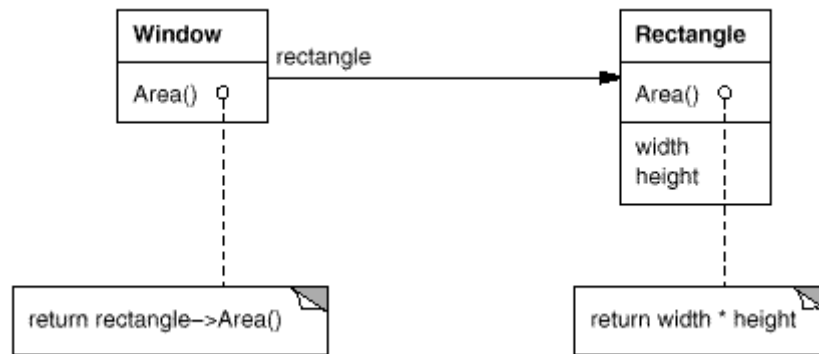 Window
Area()
rectangle
Rectangle
Area()
width
height
return rectangle–>Area()
return width * height